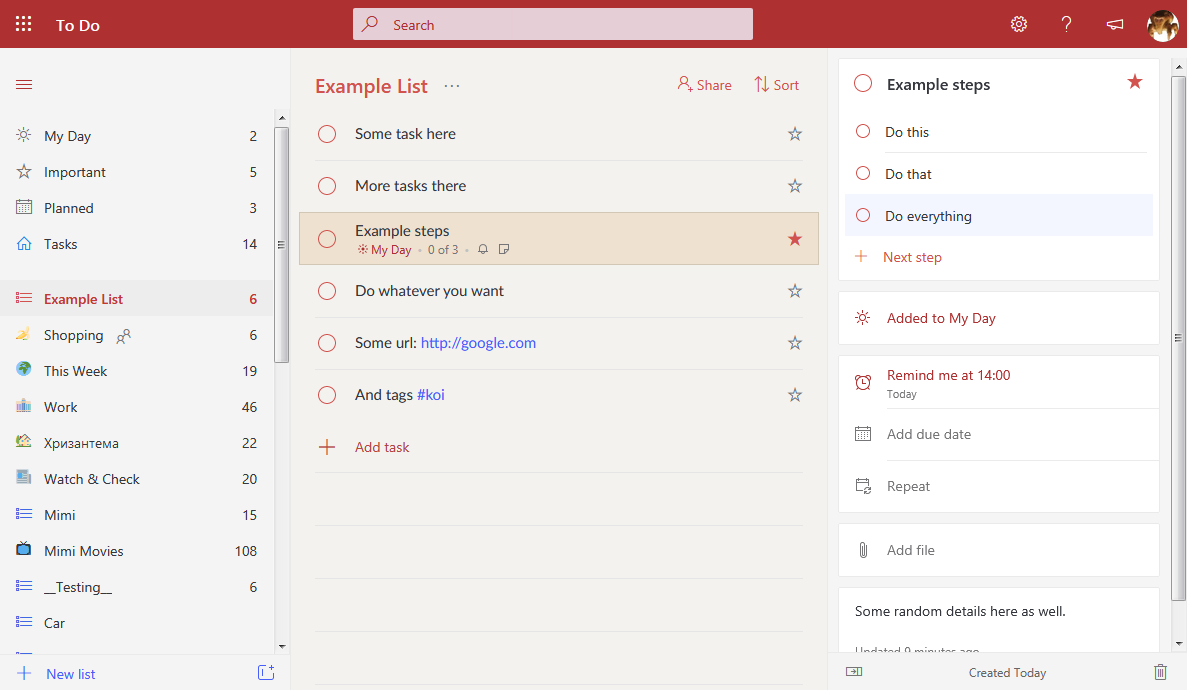 To Do
Search
My Day 2
Important 5
Planned 3
Tasks 14
Example List 6
Shopping 6
This Week 19
Work 46
Хризантема 22
Watch & Check 20
Mimi 15
Mimi Movies 108
__Testing__ 6
Car
New list
Example List ... Share Sort
Some task here
More tasks there
Example steps
My Day · 0 of 3 ·
Do whatever you want
Some url: http://google.com
And tags #koi
Add task
Example steps
Do this
Do that
Do everything
Next step
Added to My Day
Remind me at 14:00
Today
Add due date
Repeat
Add file
Some random details here as well.
Updated 9 minutes ago
Created Today